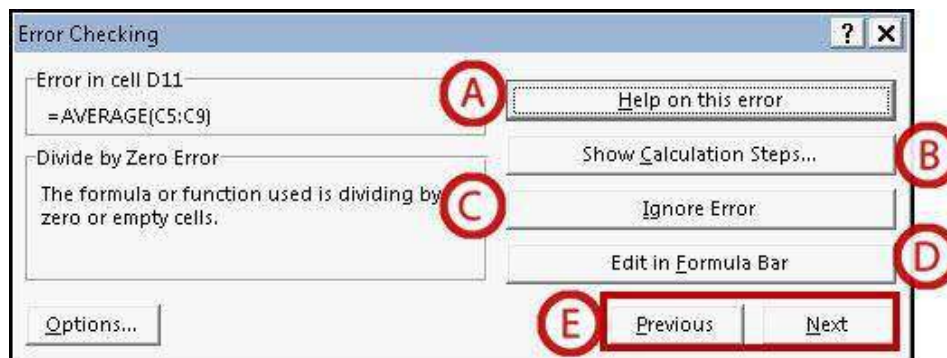 Error Checking
? X
Error in cell D11
=AVERAGE(C5:C9)
A
Help on this error
Divide by Zero Error
Show Calculation Steps...
B
The formula or function used is dividing by
zero or empty cells.
C
Ignore Error
Edit in Formula Bar
D
Options...
E
Previous
Next